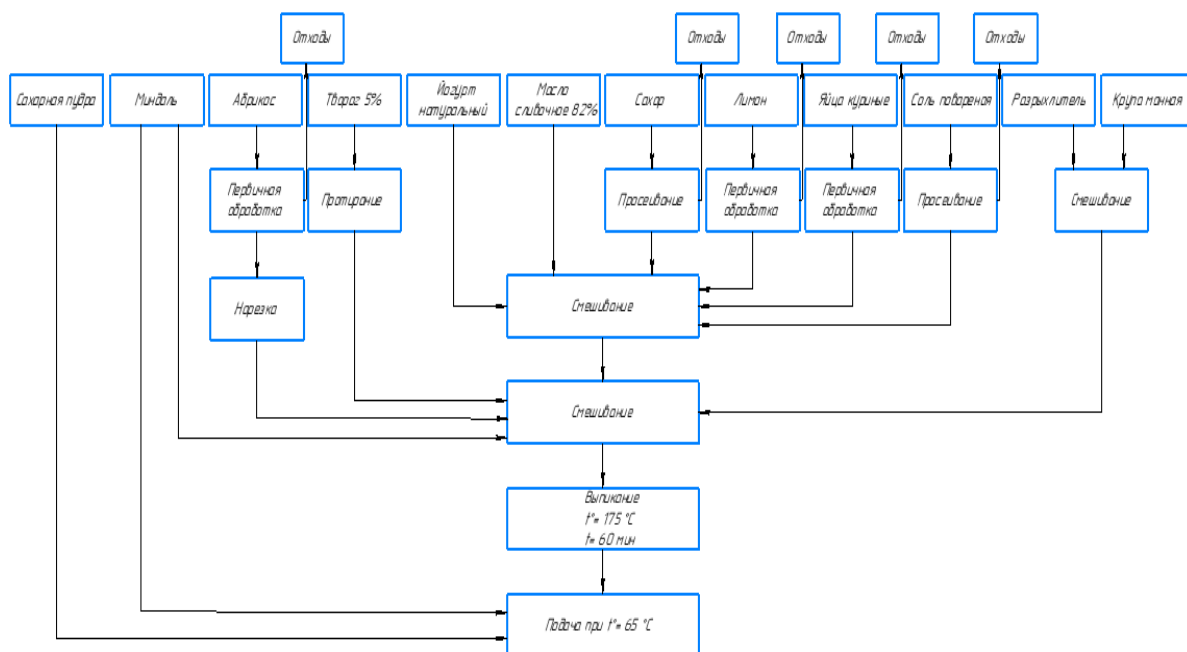 Отходы
Отходы
Отходы
Отходы
Отходы
Сахарная пудра
Миндаль
Абрикос
Творог 5%
Йогурт
натуральный
Масло
сливочное 82%
Сахар
Лимон
Яйца куриные
Соль повареная
Разрыхлитель
Крупа манная
Первичная
обработка
Протирание
Просеивание
Первичная
обработка
Первичная
обработка
Просеивание
Смешивание
Нарезка
Смешивание
Смешивание
Выпикание
t°= 175 °C
t= 60 мин
Подача при t°= 65 °C